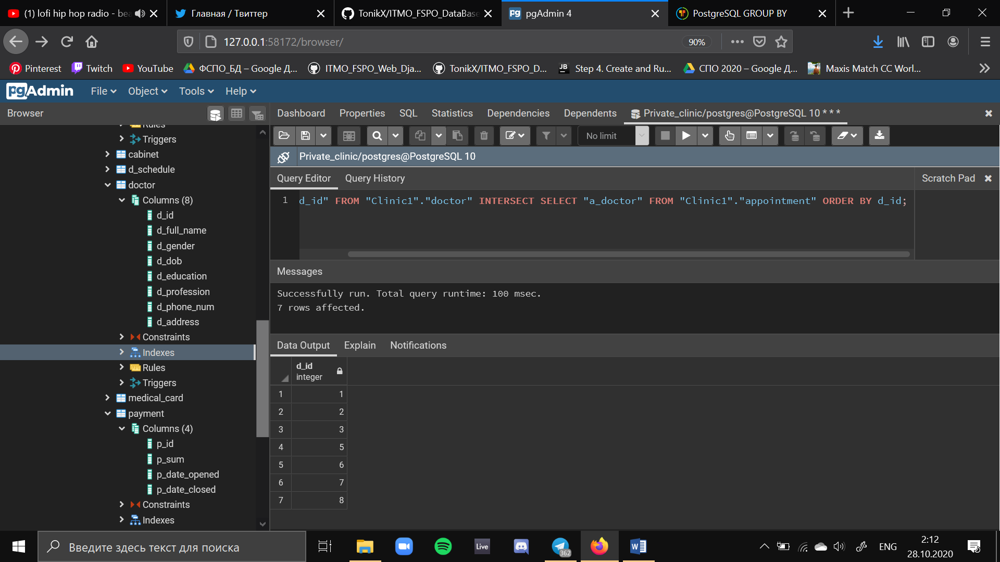 (1) lofi hip hop radio - bea
Главная / Твиттер
TonikX/ITMO_FSPO_DataBase
pgAdmin 4
PostgreSQL GROUP BY
127.0.0.1:58172/browser/
90%
Pinterest
Twitch
YouTube
ФСПО_БД – Google Д...
ITMO_FSPO_Web_Dja...
TonikX/ITMO_FSPO_D...
Step 4. Create and Ru...
СПО 2020 – Google Д...
Maxis Match CC Worl...
pgAdmin
File
Object
Tools
Help
Browser
Dashboard
Properties
SQL
Statistics
Dependencies
Dependents
Private_clinic/postgres@PostgreSQL 10 * * *
No limit
Private_clinic/postgres@PostgreSQL 10
Query Editor
Query History
Scratch Pad
1 d_id" FROM "Clinic1"."doctor" INTERSECT SELECT "a_doctor" FROM "Clinic1"."appointment" ORDER BY d_id;
Messages
Successfully run. Total query runtime: 100 msec.
7 rows affected.
Data Output
Explain
Notifications
d_id
integer
1 1
2 2
3 3
4 5
5 6
6 7
7 8
Rules
Triggers
cabinet
d_schedule
doctor
Columns (8)
d_id
d_full_name
d_gender
d_dob
d_education
d_profession
d_phone_num
d_address
Constraints
Indexes
Rules
Triggers
medical_card
payment
Columns (4)
p_id
p_sum
p_date_opened
p_date_closed
Constraints
Indexes
Введите здесь текст для поиска
Live
362
ENG
2:12
28.10.2020